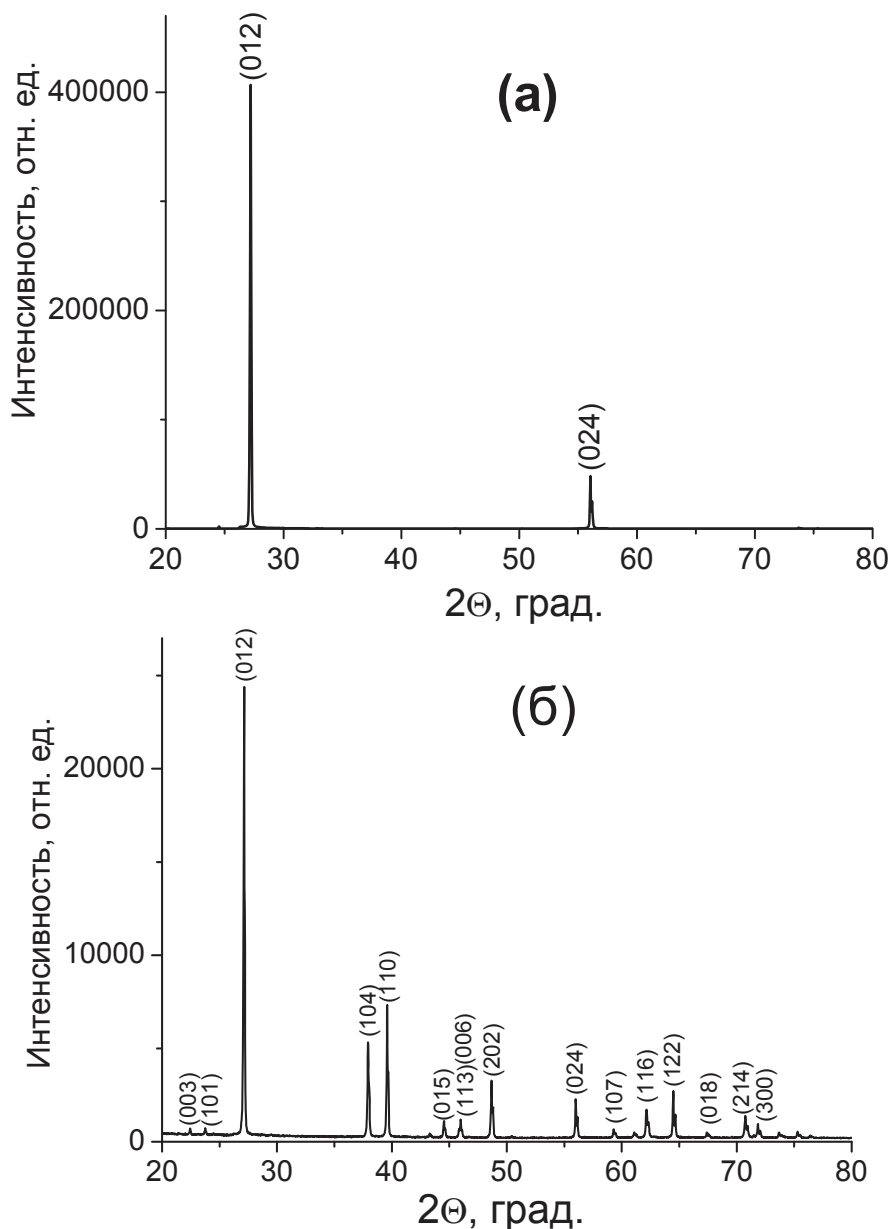 (а)
Интенсивность, отн. ед.
400000
200000
0
(012)
(024)
20 30 40 50 60 70 80
2Θ, град.
(б)
Интенсивность, отн. ед.
20000
10000
0
(003)
(101)
(012)
(104)
(110)
(015)
(113)(006)
(202)
(024)
(107)
(116)
(122)
(018)
(214)
(300)
20 30 40 50 60 70 80
2Θ, град.